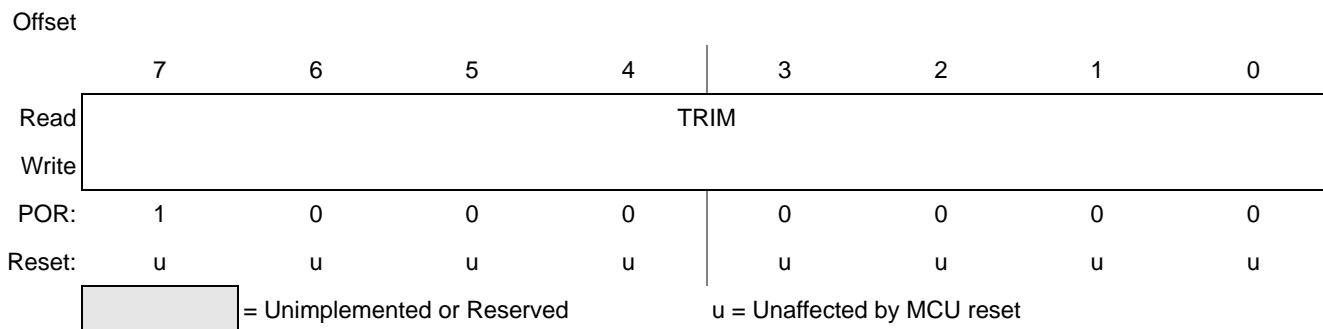 Offset
7 6 5 4 3 2 1 0
Read TRIM
Write
POR: 1 0 0 0 0 0 0 0
Reset: u u u u u u u u
= Unimplemented or Reserved u = Unaffected by MCU reset